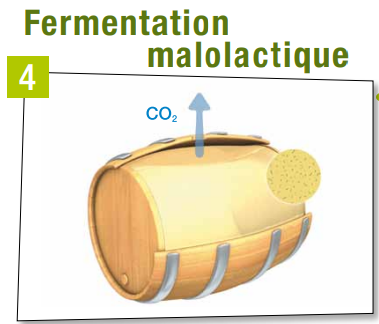 Fermentation
malolactique
4
CO₂